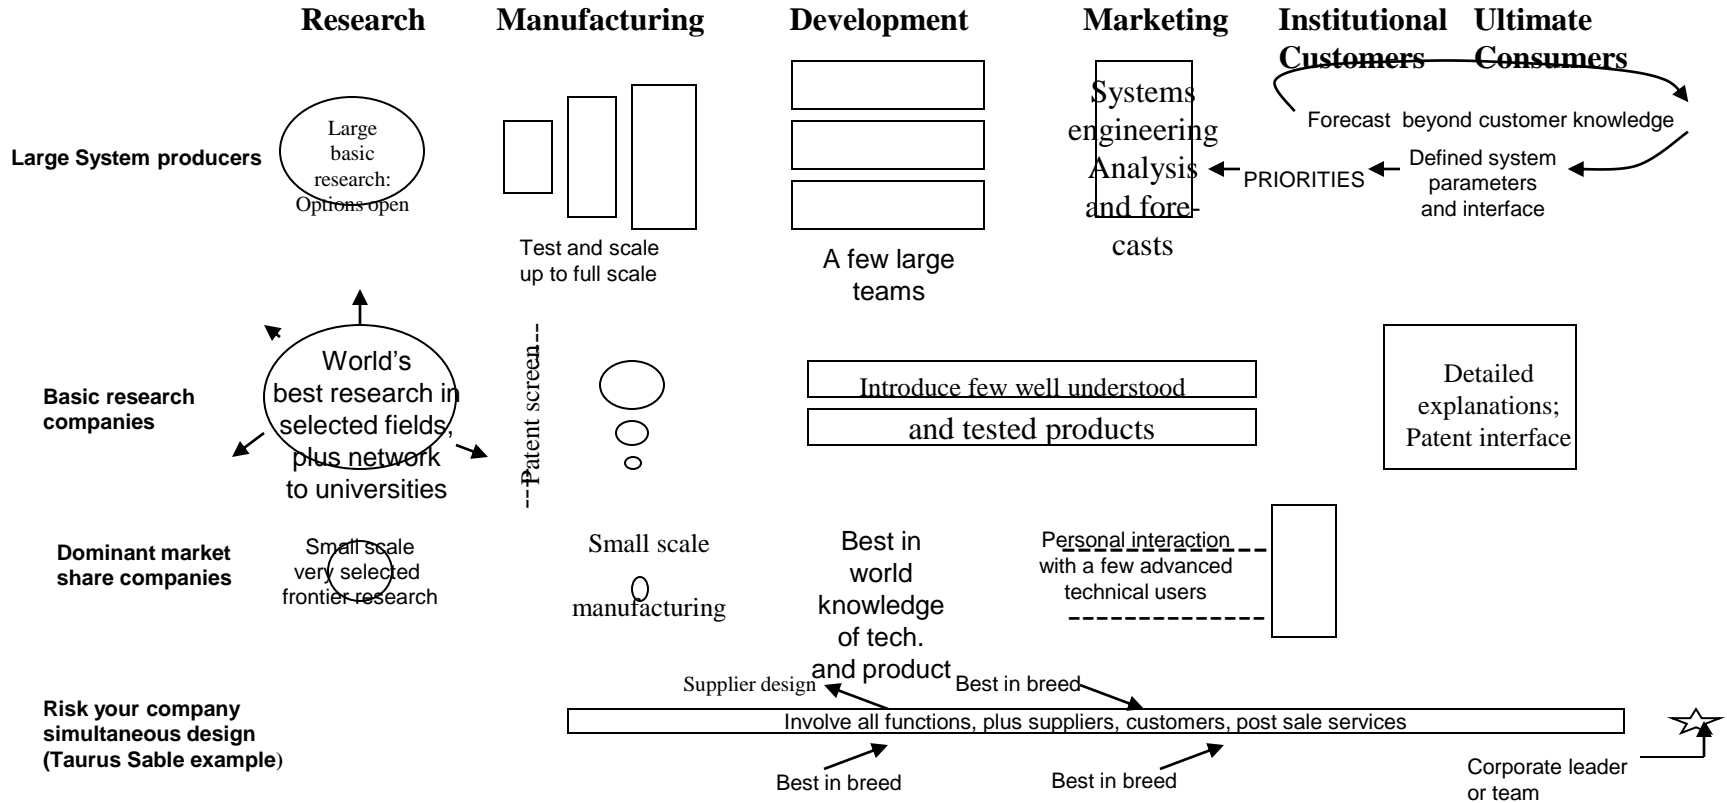 Research
Manufacturing
Development
Marketing
Institutional
Customers
Ultimate
Consumers
Large System producers
Large
basic
research:
Options open
Test and scale
up to full scale
A few large
teams
Systems
engineering
Analysis
and fore-
casts
Forecast beyond customer knowledge
PRIORITIES
Defined system
parameters
and interface
Basic research
companies
World's
best research in
selected fields,
plus network
to universities
Patent screen
Introduce few well understood
and tested products
Detailed
explanations;
Patent interface
Dominant market
share companies
Small scale
very selected
frontier research
Small scale
manufacturing
Best in
world
knowledge
of tech.
and product
Personal interaction
with a few advanced
technical users
Risk your company
simultaneous design
(Taurus Sable example)
Supplier design
Best in breed
Involve all functions, plus suppliers, customers, post sale services
Best in breed
Best in breed
Corporate leader
or team